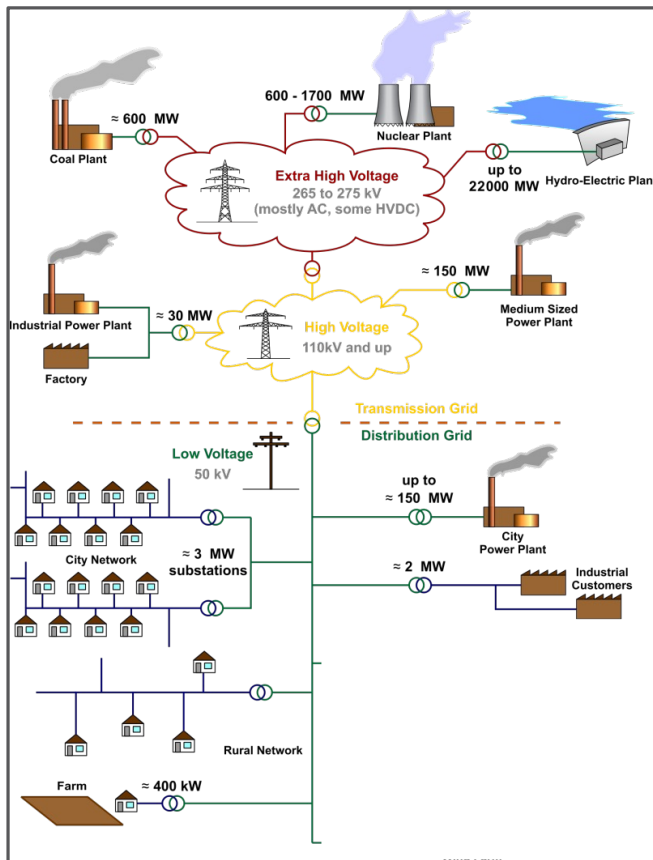 ≈ 600 MW
Coal Plant
600 - 1700 MW
Nuclear Plant
Extra High Voltage
265 to 275 kV
(mostly AC, some HVDC)
up to
22000 MW
Hydro-Electric Plant
≈ 150 MW
Medium Sized
Power Plant
Industrial Power Plant
≈ 30 MW
Factory
High Voltage
110kV and up
Transmission Grid
Distribution Grid
Low Voltage
50 kV
City Network
≈ 3 MW
substations
up to
≈ 150 MW
City
Power Plant
≈ 2 MW
Industrial
Customers
Rural Network
Farm
≈ 400 kW